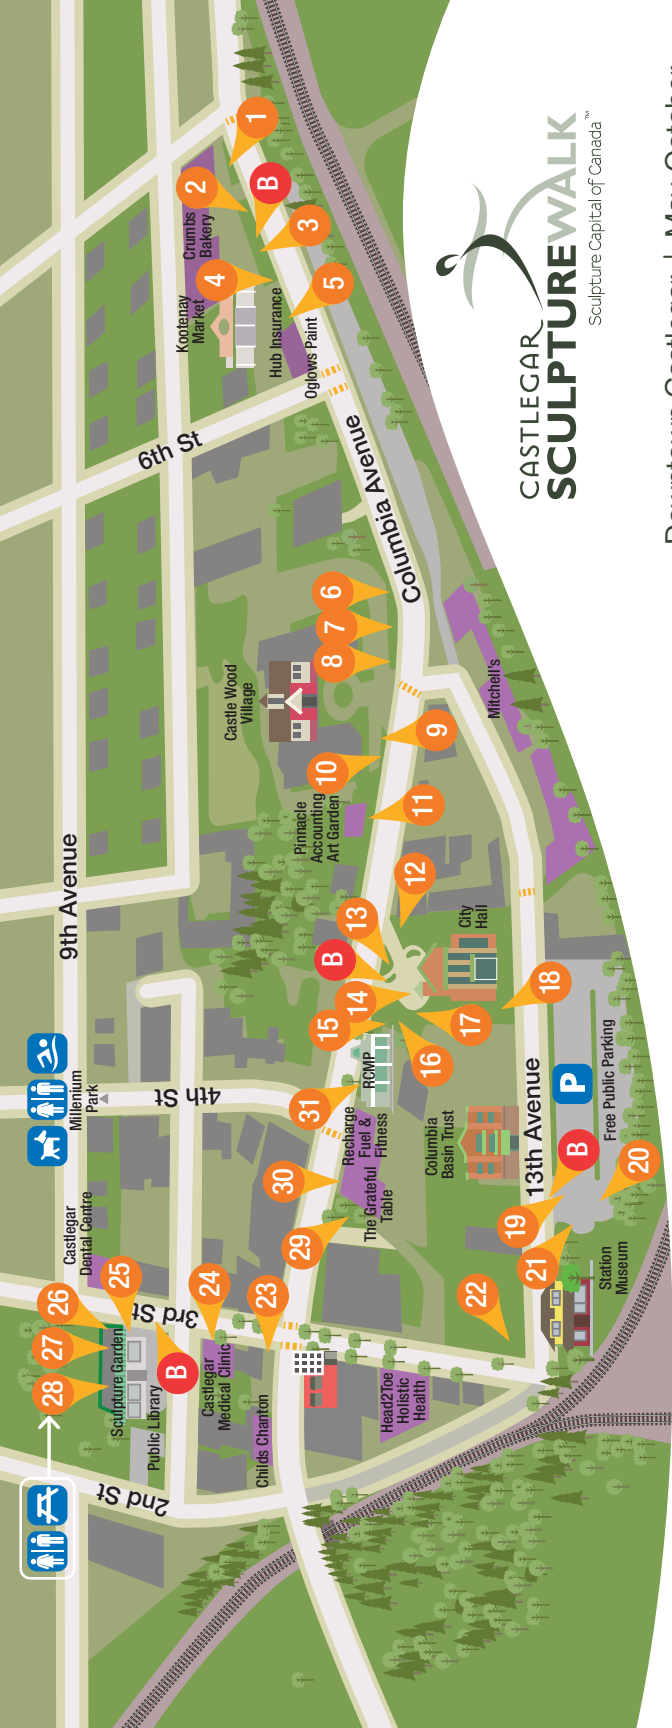 CASTLEGAR
SCULPTUREWALK
Sculpture Capital of Canada™
9th Avenue
Columbia Avenue
13th Avenue
2nd St
3rd St
4th St
6th St
Millenium
Park
Castlegar
Dental Centre
Sculpture Garden
Public Library
Castlegar
Medical Clinic
Childs Chanton
Head2Toe
Holistic
Health
Station
Museum
Free Public Parking
P
Columbia
Basin Trust
The Grateful
Table
Recharge
Fuel &
Fitness
RCMP
City
Hall
Pinnacle
Accounting
Art Garden
Castle Wood
Village
Mitchell's
Oglows Paint
Hub Insurance
Kootenay
Market
Crumbs
Bakery
1
2
3
4
5
6
7
8
9
10
11
12
13
14
15
16
17
18
19
20
21
22
23
24
25
26
27
28
29
30
31
B
B
B
B